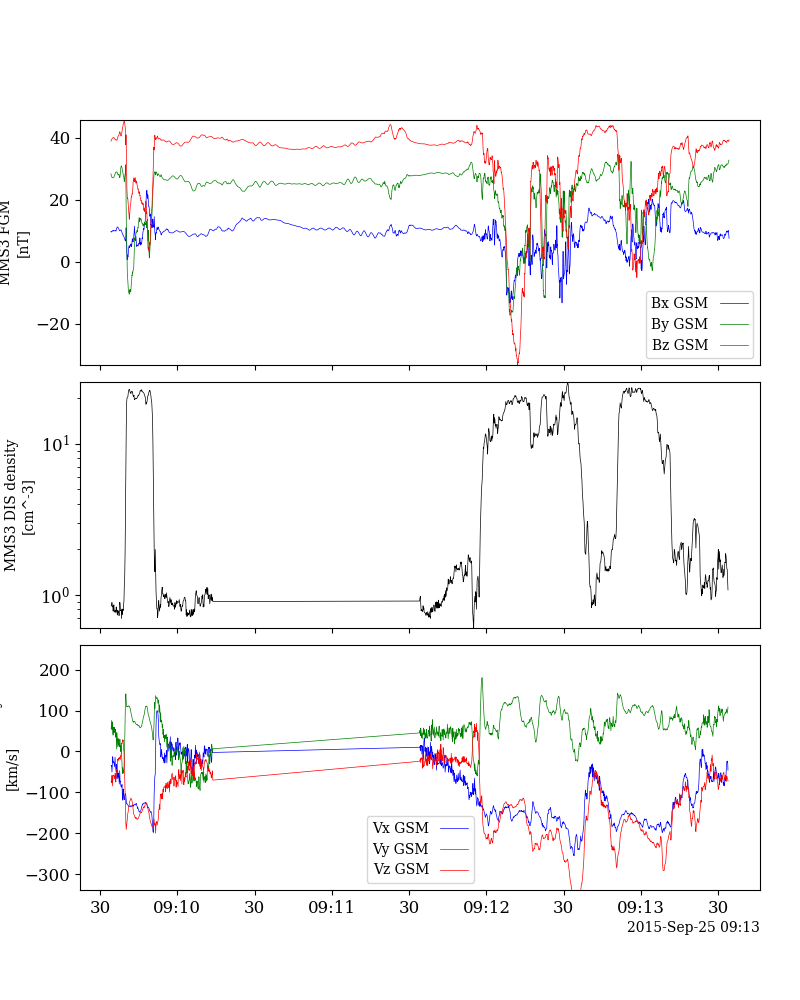 MMS3 FGM
[nT]
40
20
0
−20
Bx GSM
By GSM
Bz GSM
MMS3 DIS density
[cm^-3]
10^1
10^0
[km/s]
200
100
0
−100
−200
−300
Vx GSM
Vy GSM
Vz GSM
30 09:10 30 09:11 30 09:12 30 09:13 30
2015-Sep-25 09:13